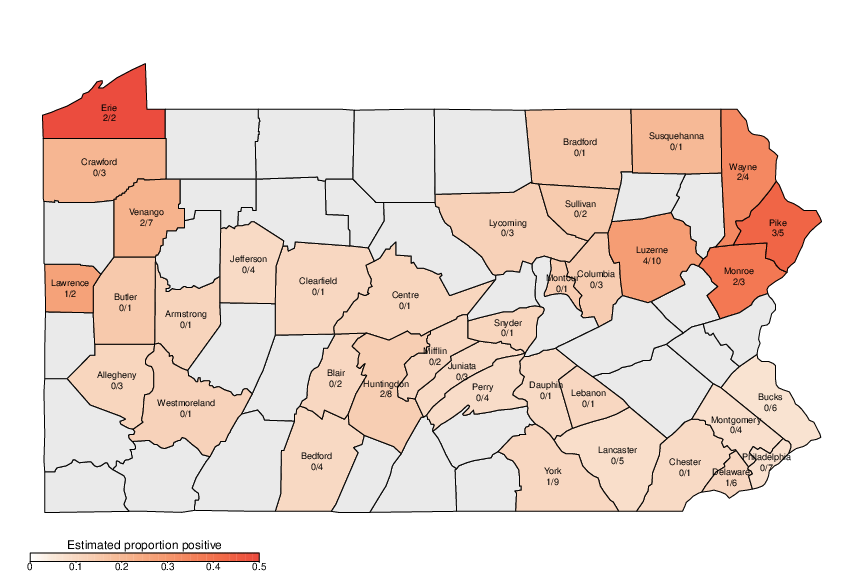 Erie
2/2
Crawford
0/3
Bradford
0/1
Susquehanna
0/1
Wayne
2/4
Venango
2/7
Sullivan
0/2
Lycoming
0/3
Pike
3/5
Luzerne
4/10
Jefferson
0/4
Monroe
2/3
Lawrence
1/2
Clearfield
0/1
Montour
0/1
Columbia
0/3
Butler
0/1
Centre
0/1
Armstrong
0/1
Snyder
0/1
Mifflin
0/2
Juniata
0/3
Allegheny
0/3
Blair
0/2
Huntingdon
2/8
Perry
0/4
Dauphin
0/1
Lebanon
0/1
Westmoreland
0/1
Bucks
0/6
Montgomery
0/4
Bedford
0/4
Lancaster
0/5
Philadelphia
0/7
Chester
0/1
York
1/9
Delaware
1/6
Estimated proportion positive
0 0.1 0.2 0.3 0.4 0.5